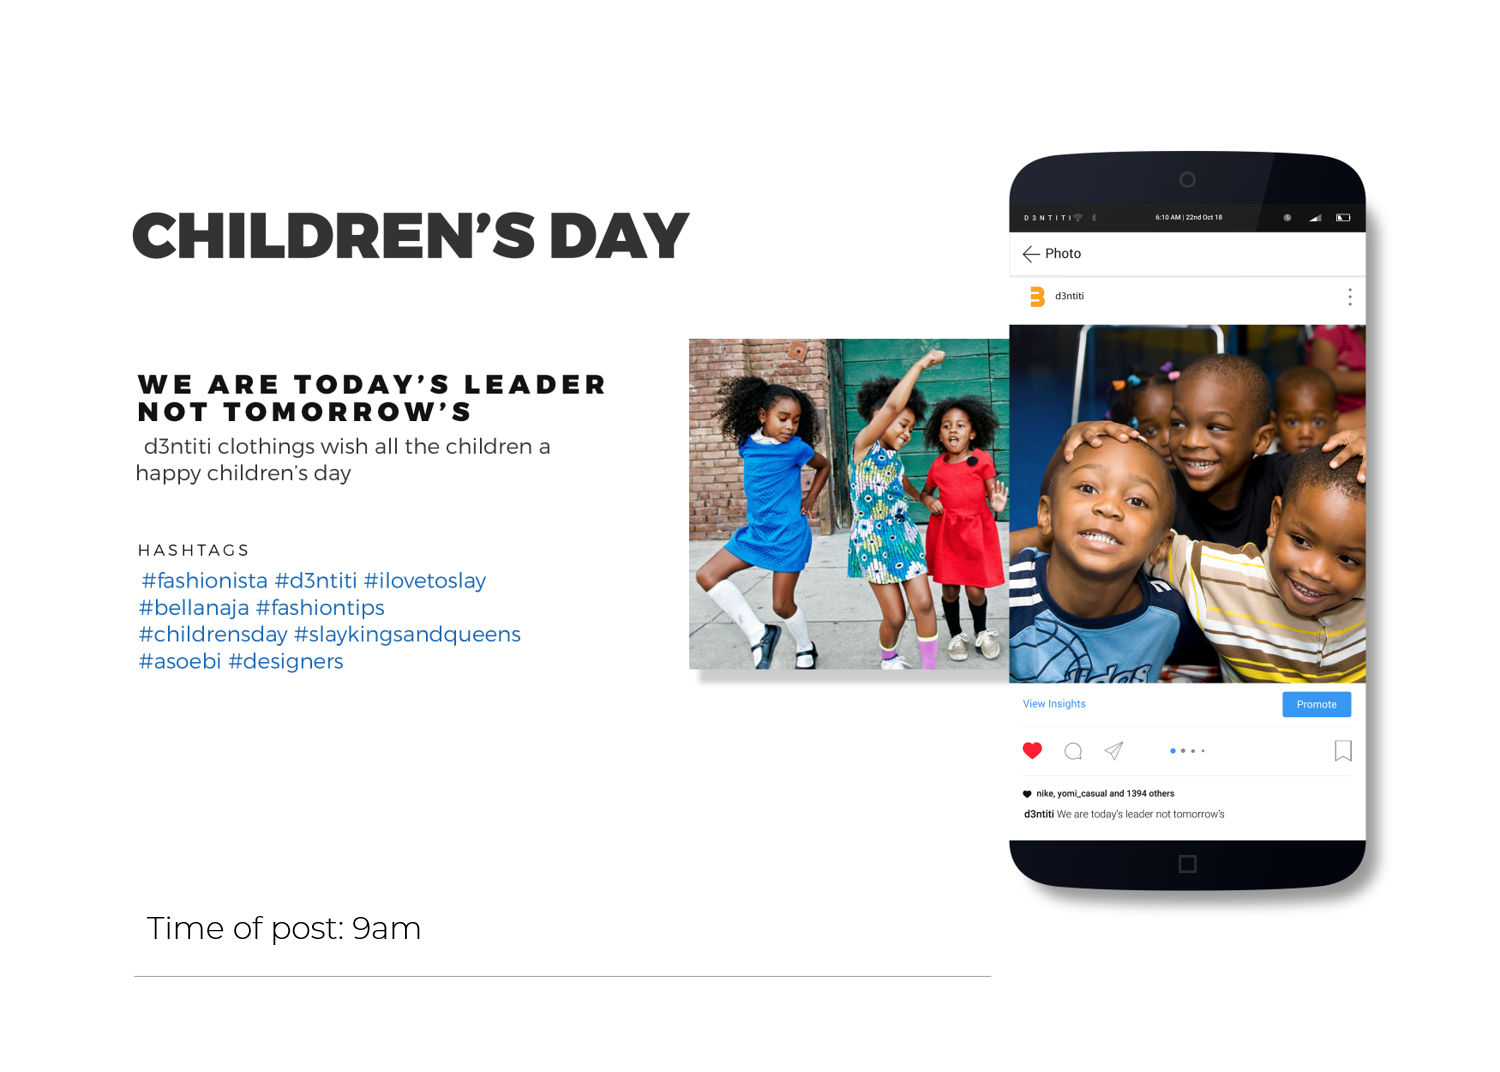 CHILDREN’S DAY
WE ARE TODAY’S LEADER
NOT TOMORROW’S
d3ntiti clothings wish all the children a
happy children’s day
HASHTAGS
#fashionista #d3ntiti #ilovetoslay
#bellanaja #fashiontips
#childrensday #slaykingsandqueens
#asoebi #designers
Time of post: 9am
D3NTITI 6:10 AM | 22nd Oct 18
Photo
d3ntiti
View Insights Promote
nike, yomi_casual and 1394 others
d3ntiti We are today’s leader not tomorrow’s